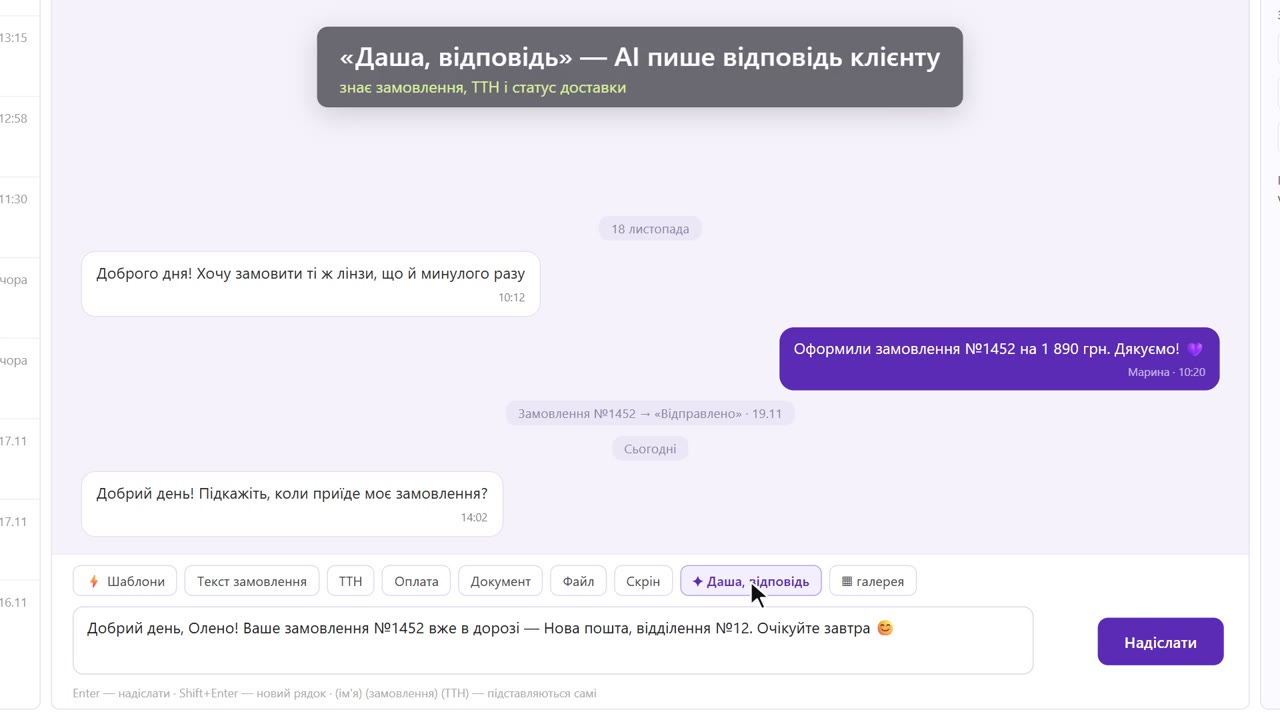 «Даша, відповідь» — AI пише відповідь клієнту
знає замовлення, ТТН і статус доставки
13:15
12:58
11:30
чора
чора
17.11
17.11
16.11
18 листопада
Доброго дня! Хочу замовити ті ж лінзи, що й минулого разу
10:12
Оформили замовлення №1452 на 1 890 грн. Дякуємо! 💜
Марина · 10:20
Замовлення №1452 → «Відправлено» · 19.11
Сьогодні
Добрий день! Підкажіть, коли приїде моє замовлення?
14:02
⚡ Шаблони Текст замовлення ТТН Оплата Документ Файл Скрін ✦ Даша, відповідь ▦ галерея
Добрий день, Олено! Ваше замовлення №1452 вже в дорозі — Нова пошта, відділення №12. Очікуйте завтра 😊
Надіслати
Enter — надіслати · Shift+Enter — новий рядок · (ім'я) (замовлення) (ТТН) — підставляються самі